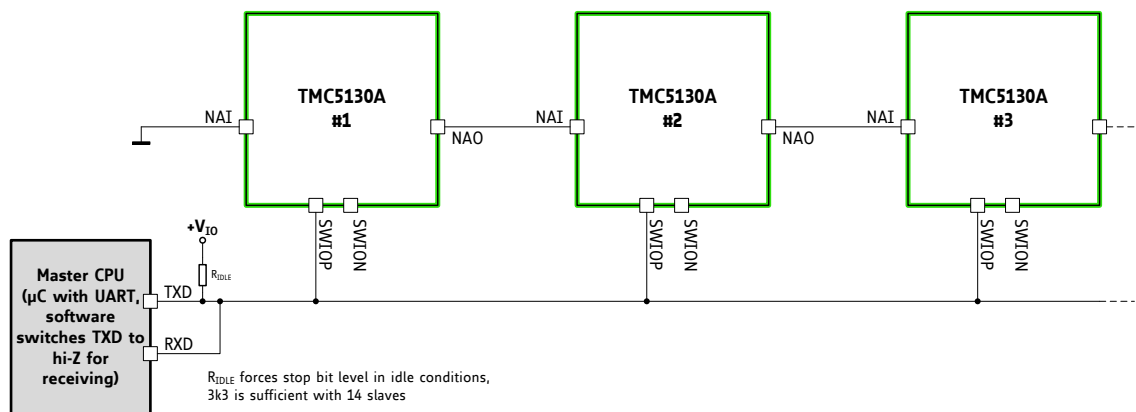 TMC5130A
#1
TMC5130A
#2
TMC5130A
#3
NAI
NAO
NAI
NAO
NAI
SWIOP
SWION
SWIOP
SWION
SWIOP
SWION
+VIO
RIDLE
Master CPU
(µC with UART,
software
switches TXD to
hi-Z for
receiving)
TXD
RXD
RIDLE forces stop bit level in idle conditions,
3k3 is sufficient with 14 slaves